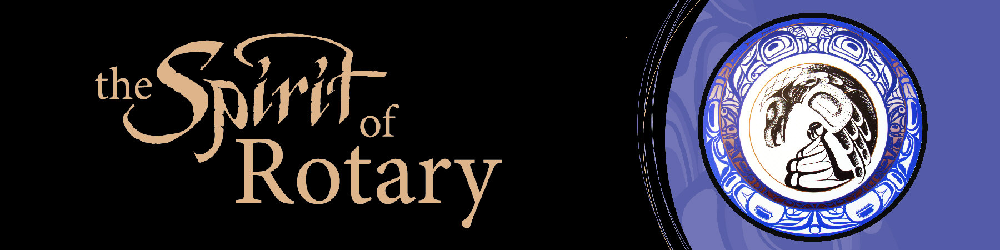 the Spirit of
Rotary